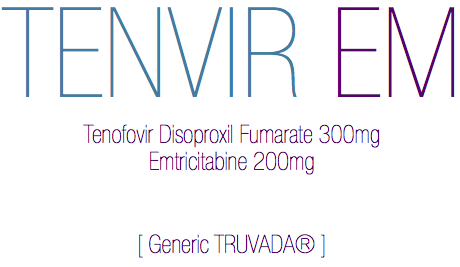 TENVIR EM
Tenofovir Disoproxil Fumarate 300mg
Emtricitabine 200mg
[ Generic TRUVADA® ]